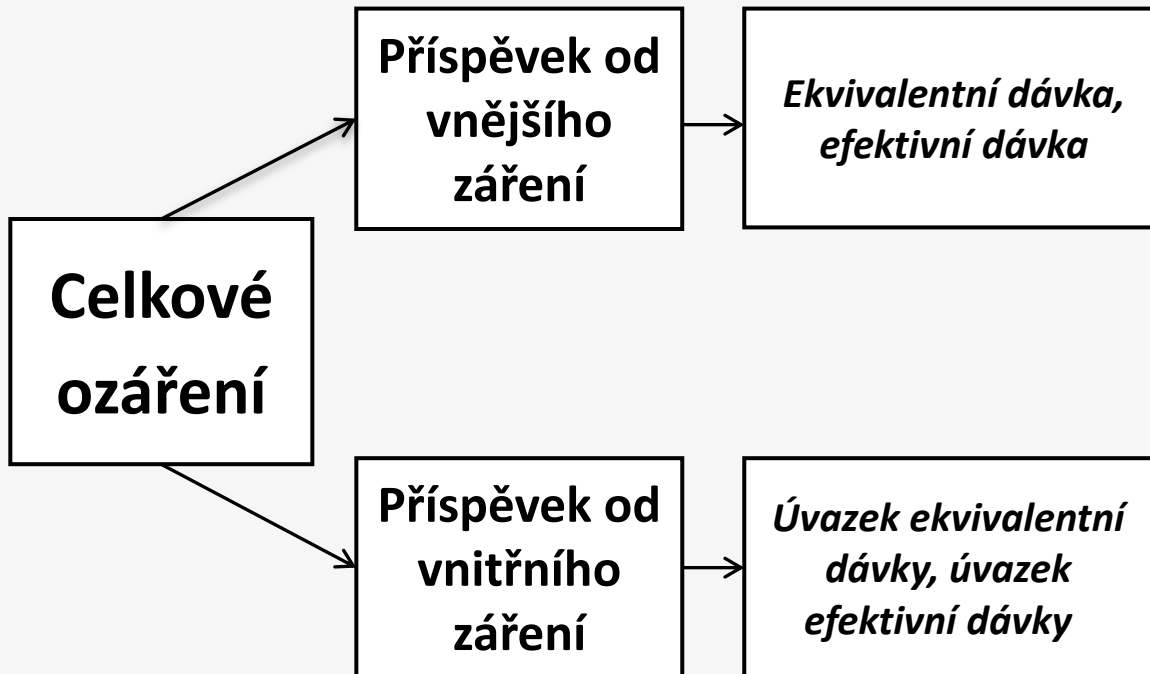 Příspěvek od
vnějšího
záření
Ekvivalentní dávka,
efektivní dávka
Celkové
ozáření
Příspěvek od
vnitřního
záření
Úvazek ekvivalentní
dávky, úvazek
efektivní dávky